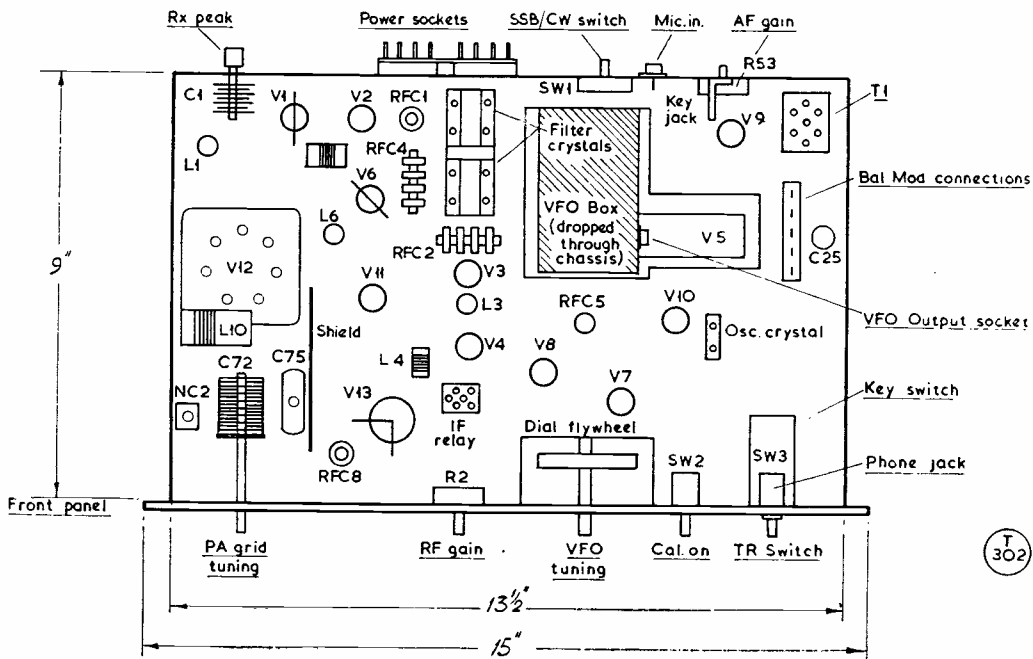 Rx peak
Power sockets
SSB/CW switch
Mic.in.
AF gain
C1
V1
V2
RFC1
SW1
Key
jack
R53
V9
T1
L1
RFC4
Filter
crystals
V6
L6
RFC2
VFO Box
(dropped
through
chassis)
V5
Bal Mod connections
C25
9"
V12
V11
V3
L3
RFC5
V10
VFO Output socket
L10
Shield
V4
V8
Osc. crystal
C72
C75
L4
NC2
V13
IF
relay
V7
Key switch
Dial flywheel
RFC8
R2
SW2
SW3
Phone jack
Front panel
PA grid
tuning
RF gain
VFO
tuning
Cal.on
TR Switch
T
302
13½"
15"